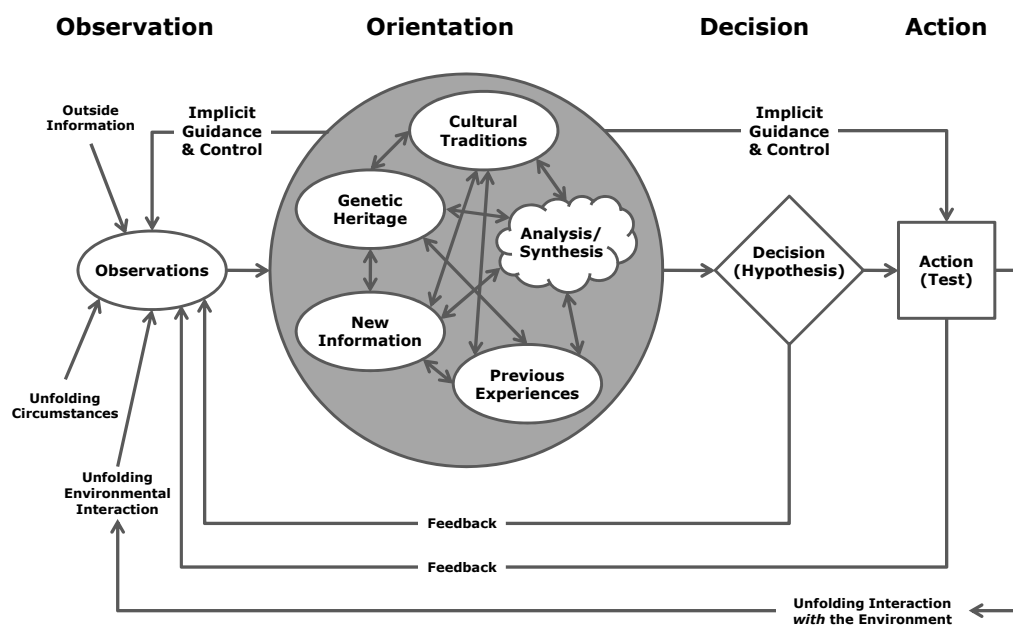 Observation
Orientation
Decision
Action
Outside
Information
Implicit
Guidance
& Control
Cultural
Traditions
Implicit
Guidance
& Control
Genetic
Heritage
Analysis/
Synthesis
Observations
Decision
(Hypothesis)
Action
(Test)
New
Information
Previous
Experiences
Unfolding
Circumstances
Unfolding
Environmental
Interaction
Feedback
Feedback
Unfolding Interaction
with the Environment